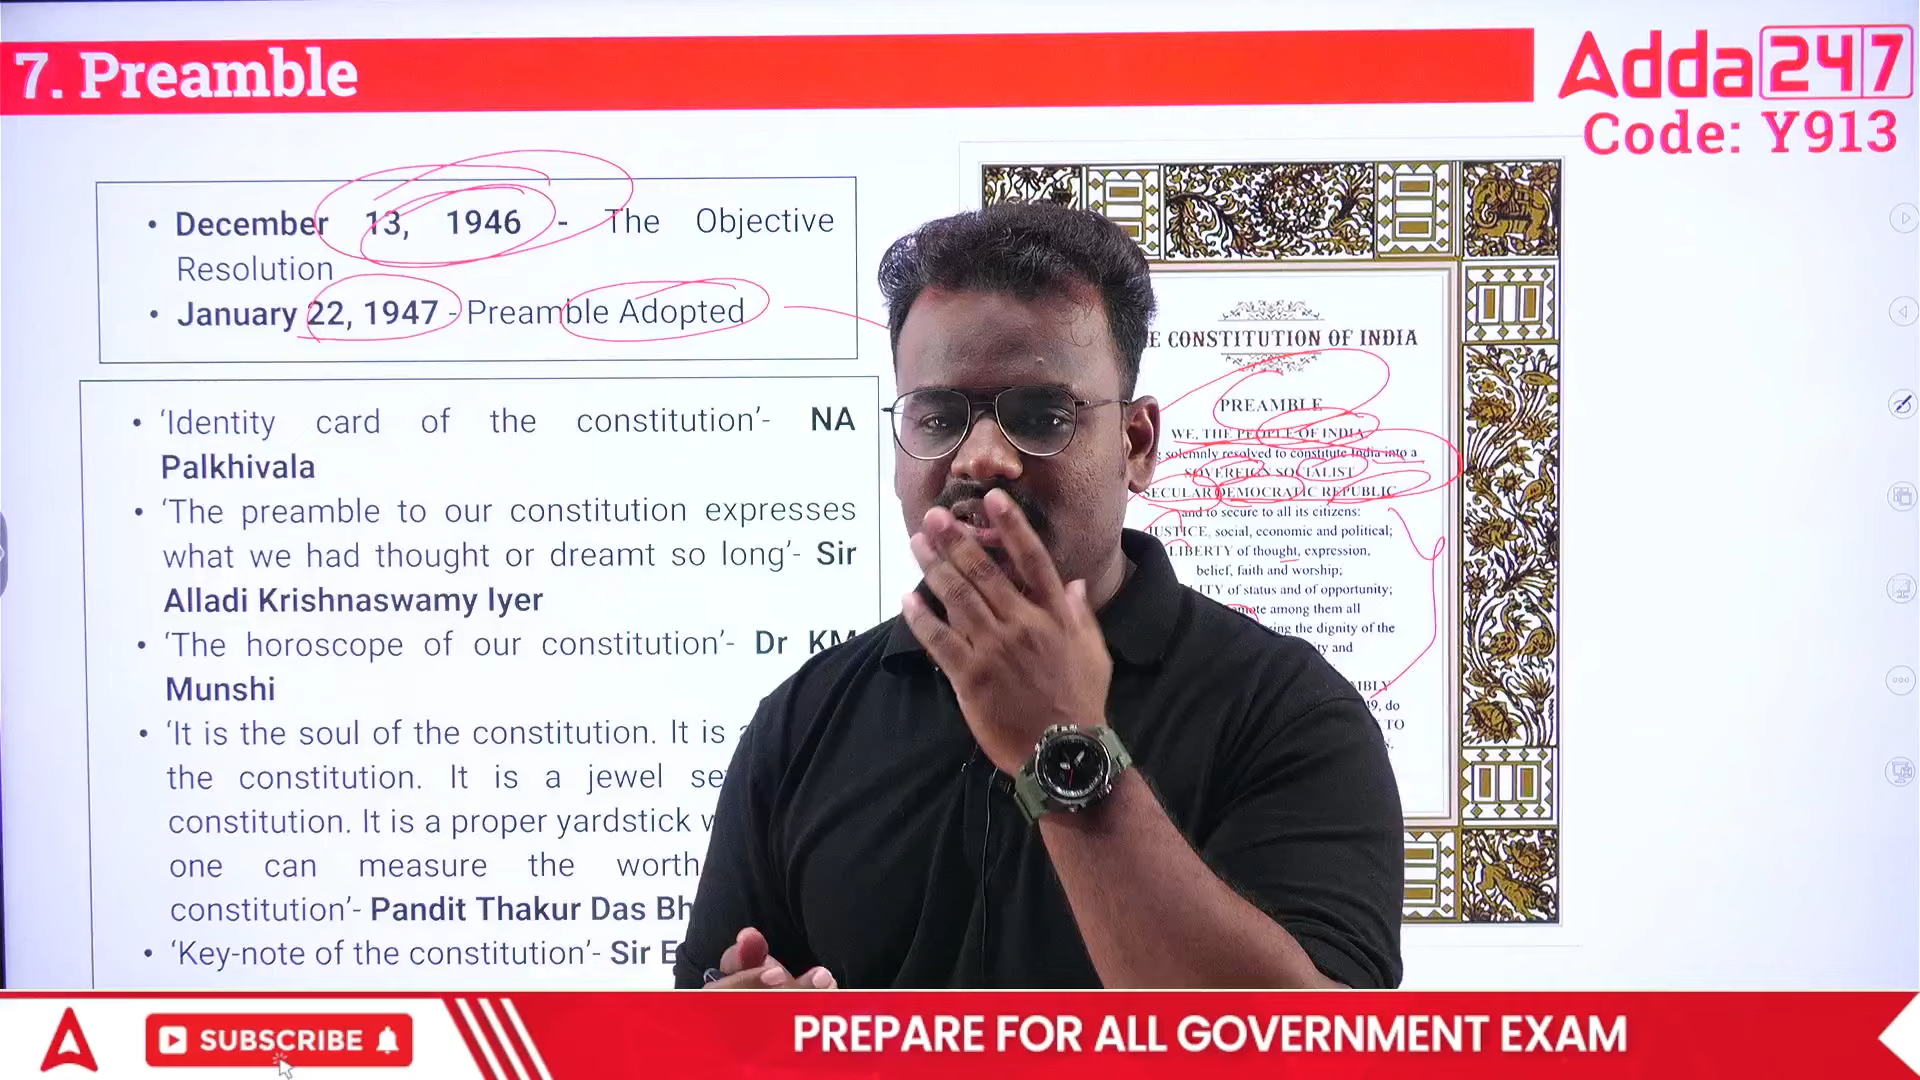 7. Preamble
Adda247
Code: Y913
• December 13, 1946 - The Objective
Resolution
• January 22, 1947 - Preamble Adopted
• ‘Identity card of the constitution’- NA
Palkhivala
• ‘The preamble to our constitution expresses
what we had thought or dreamt so long’- Sir
Alladi Krishnaswamy Iyer
• ‘The horoscope of our constitution’- Dr KM
Munshi
• ‘It is the soul of the constitution. It is
the constitution. It is a jewel
constitution. It is a proper yardstick
one can measure the worth
constitution’- Pandit Thakur Das
• ‘Key-note of the constitution’- Sir
CONSTITUTION OF INDIA
PREAMBLE
WE, THE PEOPLE OF INDIA
solemnly resolved to constitute India into a
SOVEREIGN SOCIALIST
SECULAR DEMOCRATIC REPUBLIC
and to secure to all its citizens:
JUSTICE, social, economic and political;
LIBERTY of thought, expression,
belief, faith and worship;
of status and of opportunity;
among them all
the dignity of the
and
do
TO
SUBSCRIBE
PREPARE FOR ALL GOVERNMENT EXAM